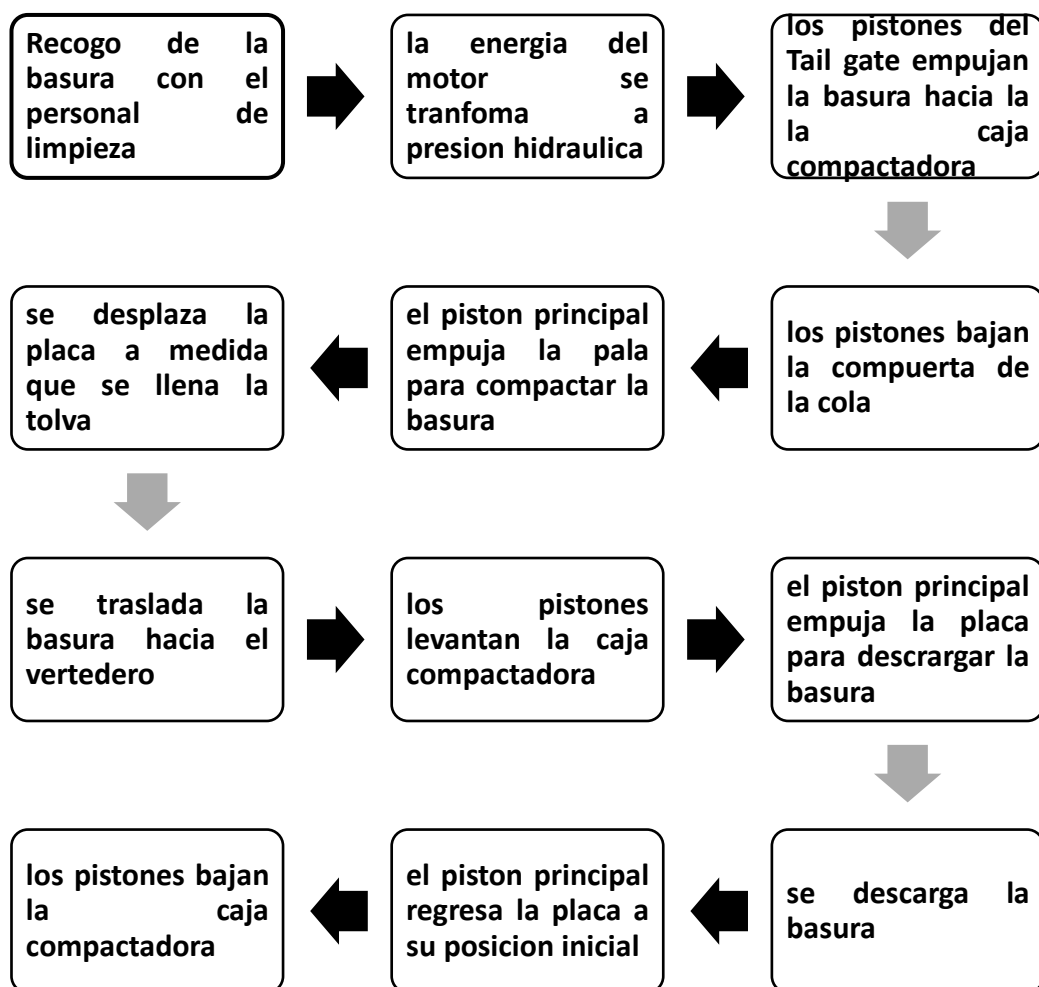 Recogo de la
basura con el
personal de
limpieza
la energia del
motor se
tranfoma a
presion hidraulica
los pistones del
Tail gate empujan
la basura hacia la
la caja
compactadora
los pistones bajan
la compuerta de
la cola
el piston principal
empuja la pala
para compactar la
basura
se desplaza la
placa a medida
que se llena la
tolva
se traslada la
basura hacia el
vertedero
los pistones
levantan la caja
compactadora
el piston principal
empuja la placa
para descrargar la
basura
se descarga la
basura
el piston principal
regresa la placa a
su posicion inicial
los pistones bajan
la caja
compactadora